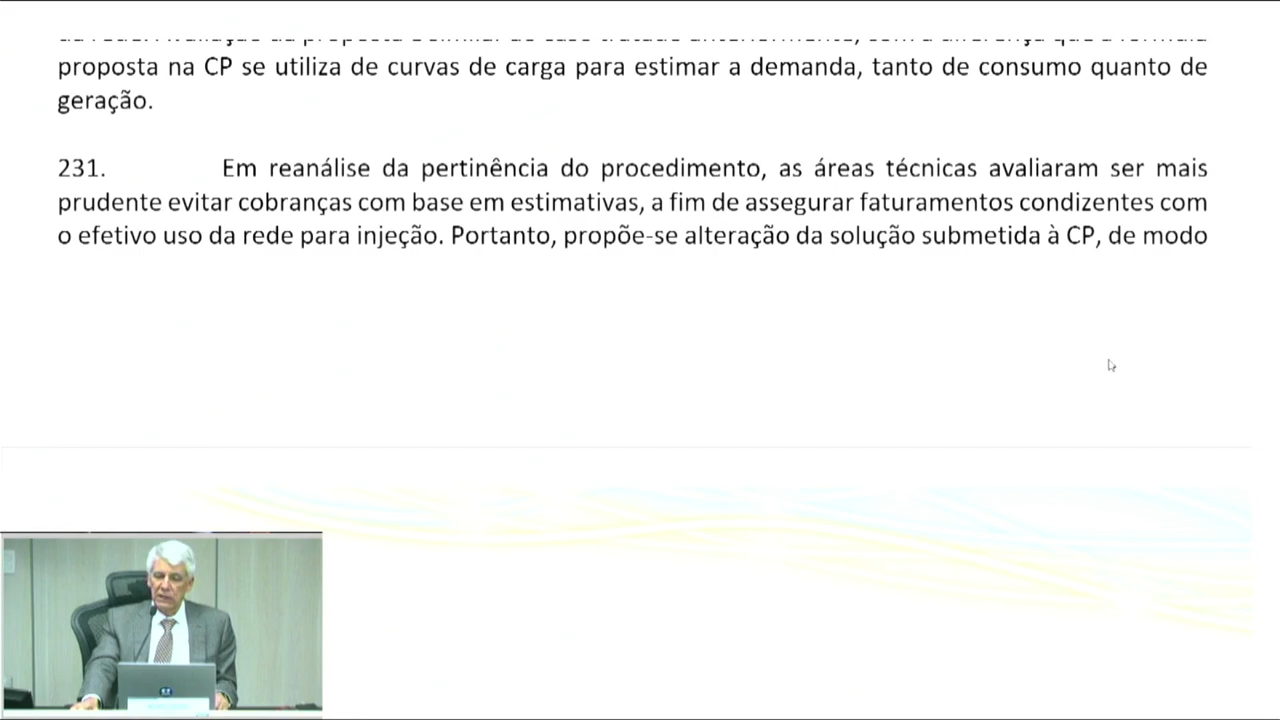 proposta na CP se utiliza de curvas de carga para estimar a demanda, tanto de consumo quanto de
geração.
231. Em reanálise da pertinência do procedimento, as áreas técnicas avaliaram ser mais
prudente evitar cobranças com base em estimativas, a fim de assegurar faturamentos condizentes com
o efetivo uso da rede para injeção. Portanto, propõe-se alteração da solução submetida à CP, de modo